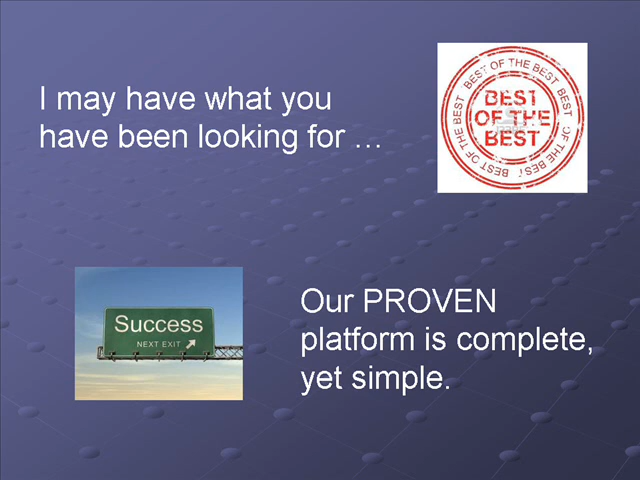 I may have what you
have been looking for ...
BEST OF THE BEST BEST OF THE BEST BEST OF THE BEST
BEST
OF THE
BEST
Success
NEXT EXIT
Our PROVEN
platform is complete,
yet simple.